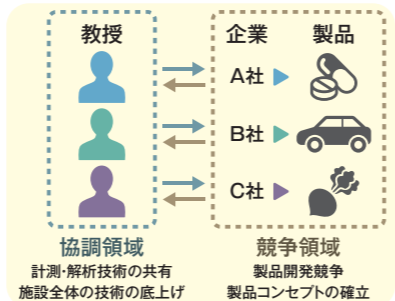 教授
企業 製品
A社
B社
C社
協調領域
計測・解析技術の共有
施設全体の技術の底上げ
競争領域
製品開発競争
製品コンセプトの確立